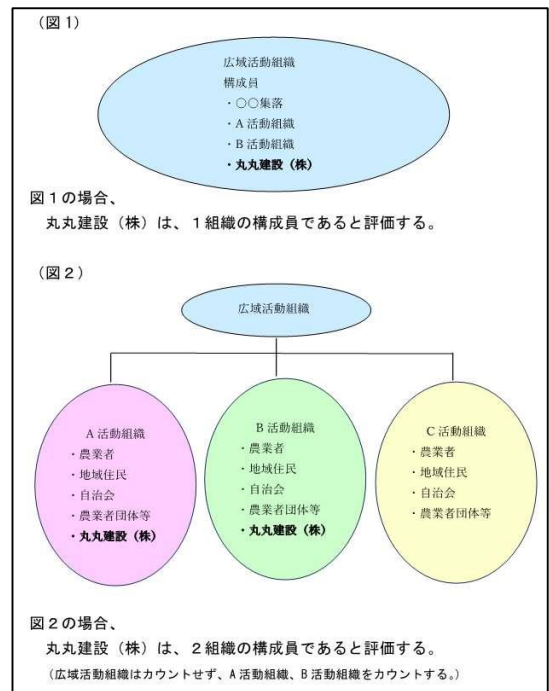 （図１）
広域活動組織
構成員
・○○集落
・A 活動組織
・B 活動組織
・丸丸建設（株）
図１の場合、
丸丸建設（株）は、１組織の構成員であると評価する。
（図２）
広域活動組織
A 活動組織
・農業者
・地域住民
・自治会
・農業者団体等
・丸丸建設（株）
B 活動組織
・農業者
・地域住民
・自治会
・農業者団体等
・丸丸建設（株）
C 活動組織
・農業者
・地域住民
・自治会
・農業者団体等
図２の場合、
丸丸建設（株）は、２組織の構成員であると評価する。
（広域活動組織はカウントせず、A 活動組織、B 活動組織をカウントする。）